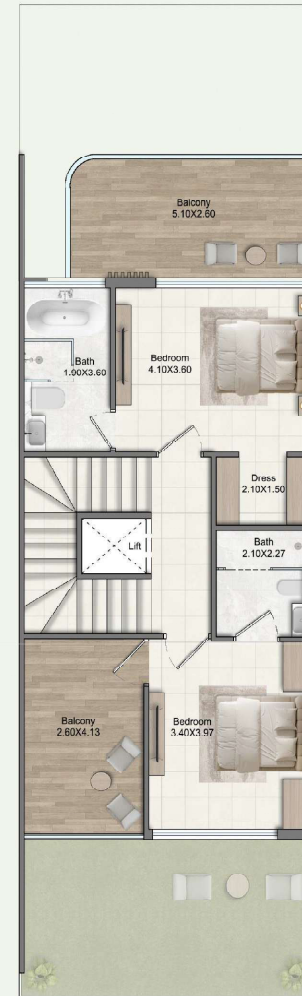 Balcony
5.10X2.60
Bath
1.90X3.60
Bedroom
4.10X3.60
Dress
2.10X1.50
Bath
2.10X2.27
Lift
Balcony
2.60X4.13
Bedroom
3.40X3.97